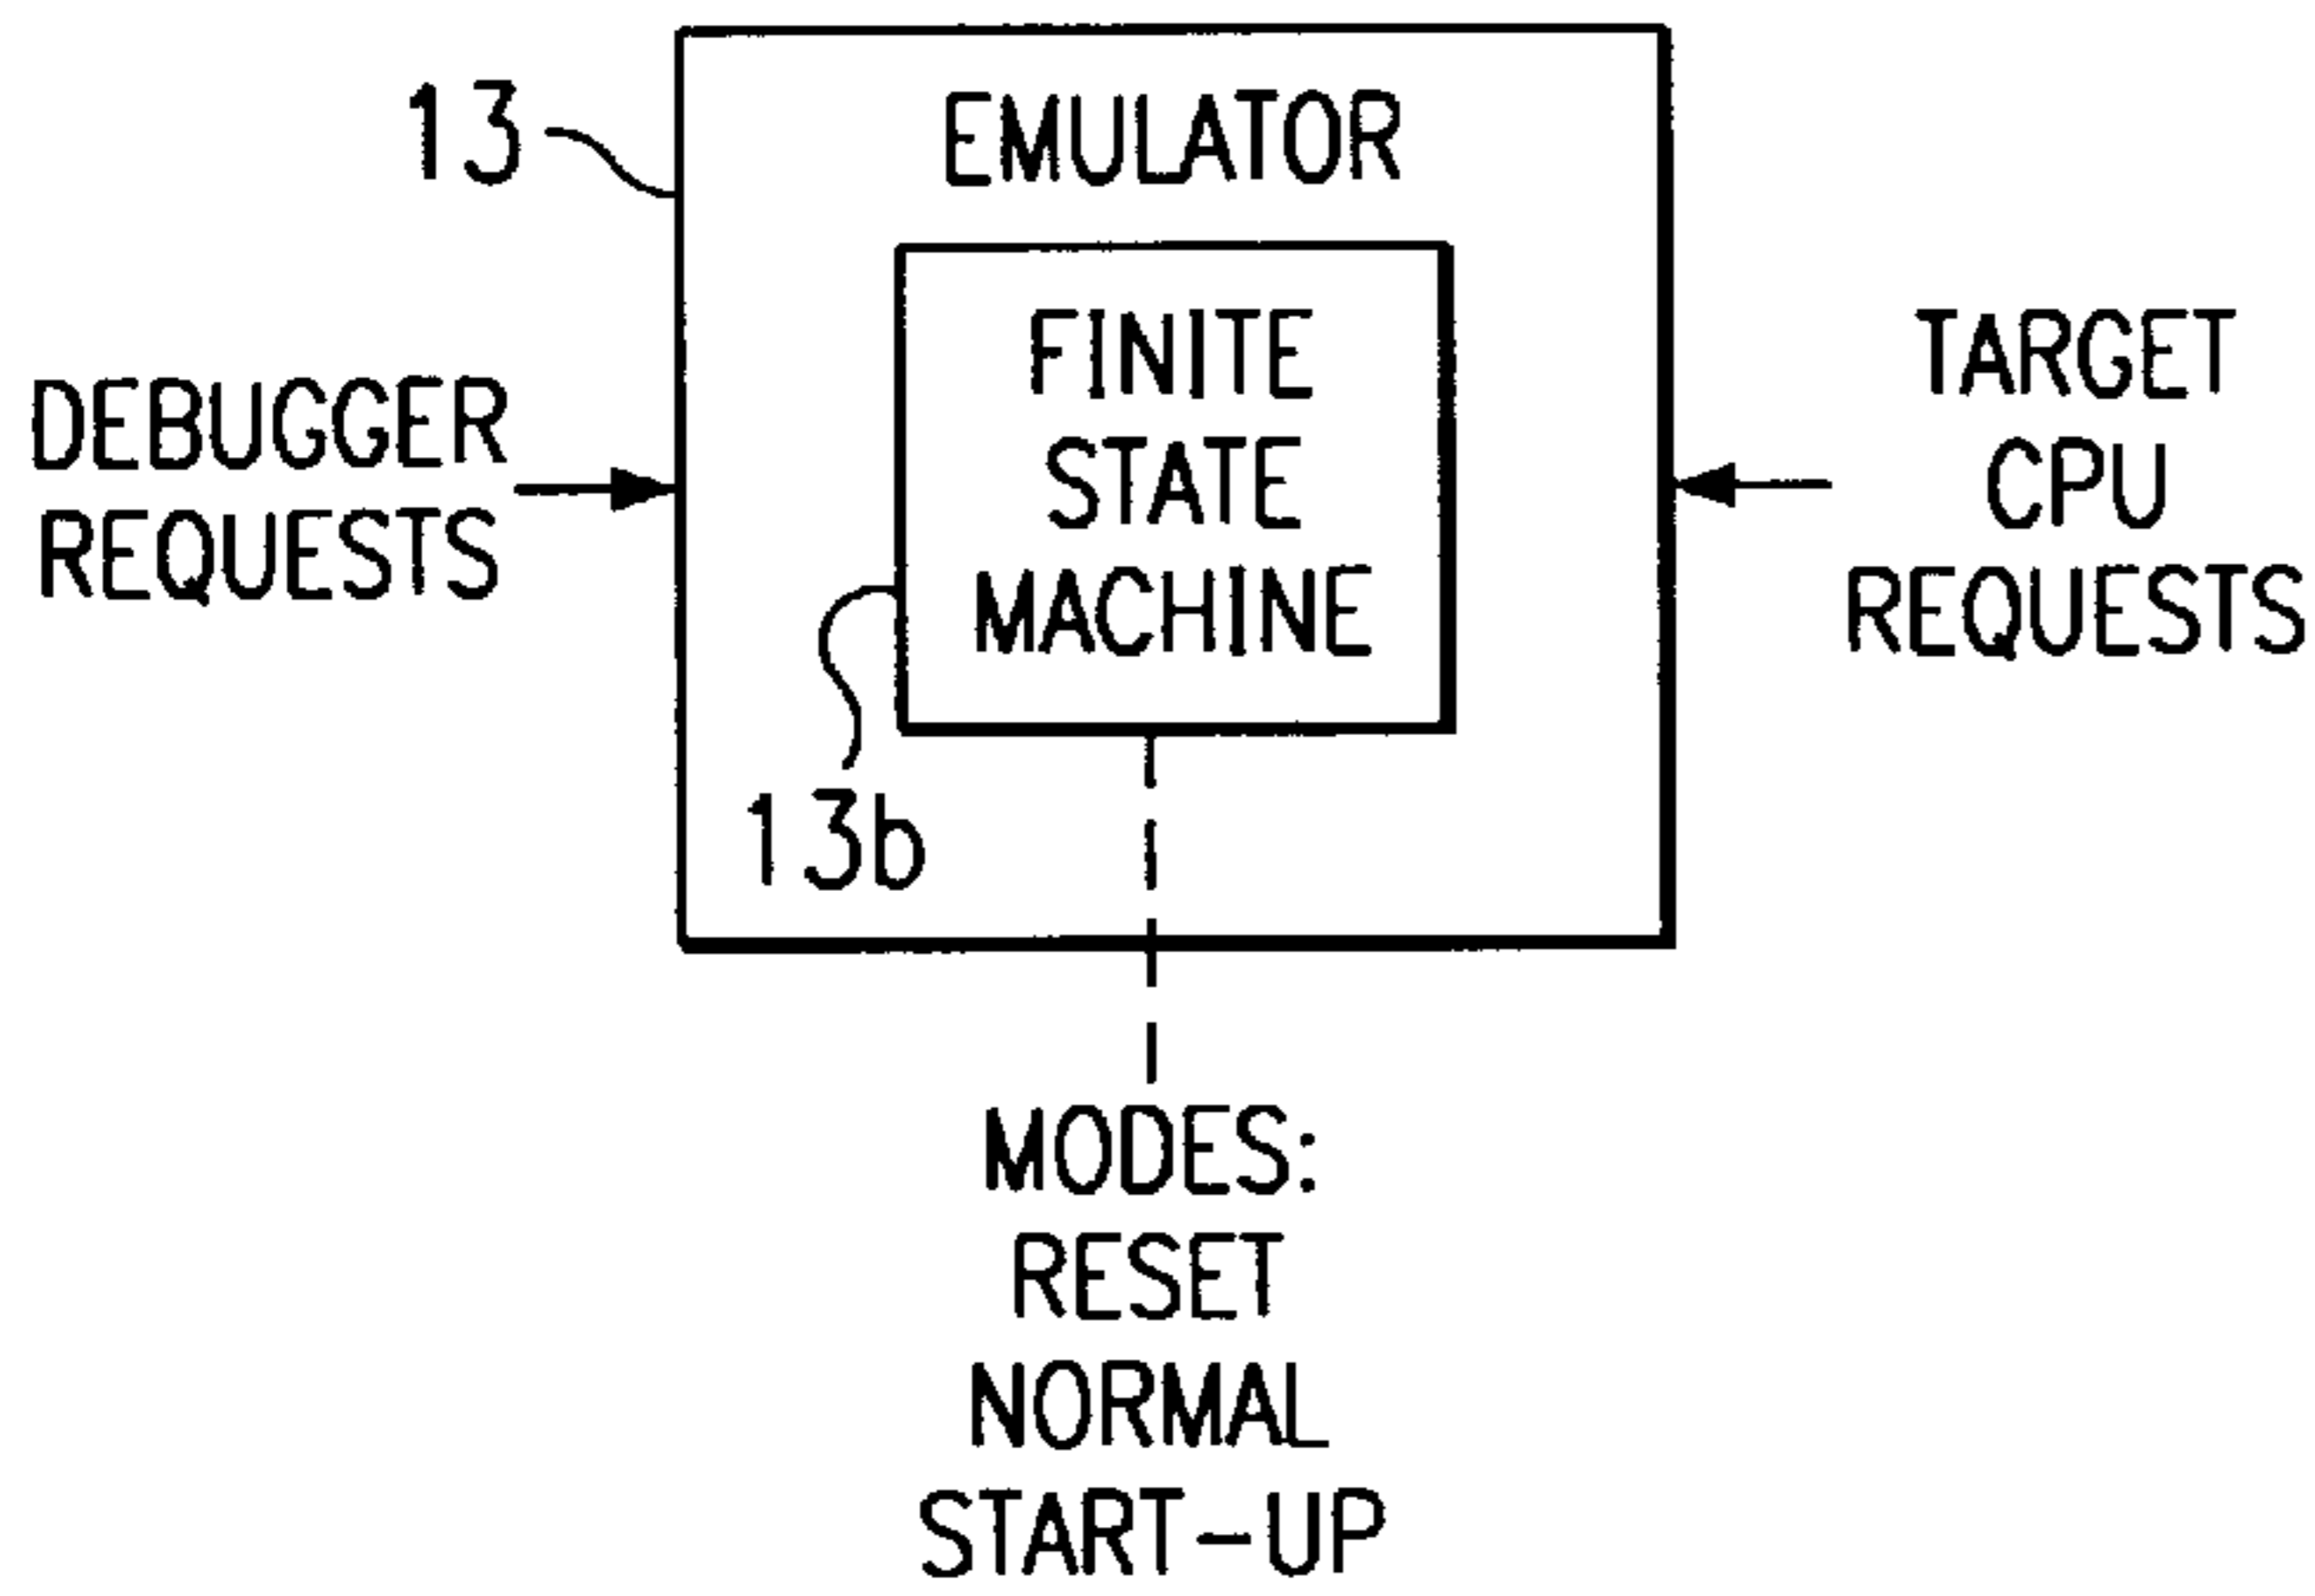 13
EMULATOR
DEBUGGER
REQUESTS
FINITE
STATE
MACHINE
TARGET
CPU
REQUESTS
13b
MODES:
RESET
NORMAL
START-UP